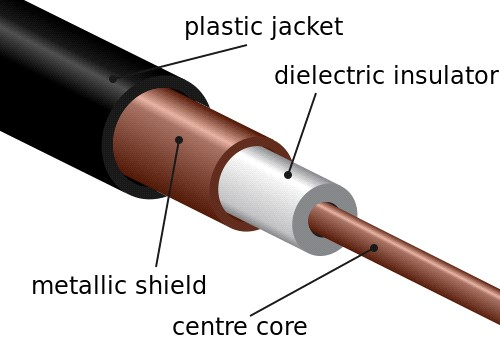 plastic jacket
dielectric insulator
metallic shield
centre core